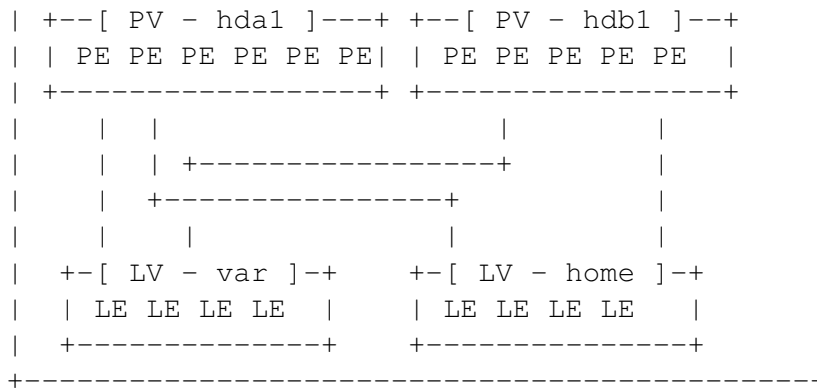 | +--[ PV - hda1 ]---+ +--[ PV - hdb1 ]--+
| | PE PE PE PE PE PE| | PE PE PE PE PE  |
| +------------------+ +-----------------+
|    |  |                    |        |
|    |  | +-----------------+        |
|    |  +----------------+           |
|    |    |              |           |
|  +-[ LV - var ]-+    +-[ LV - home ]-+
|  | LE LE LE LE  |    | LE LE LE LE   |
|  +--------------+    +---------------+
+----------------------------------------------